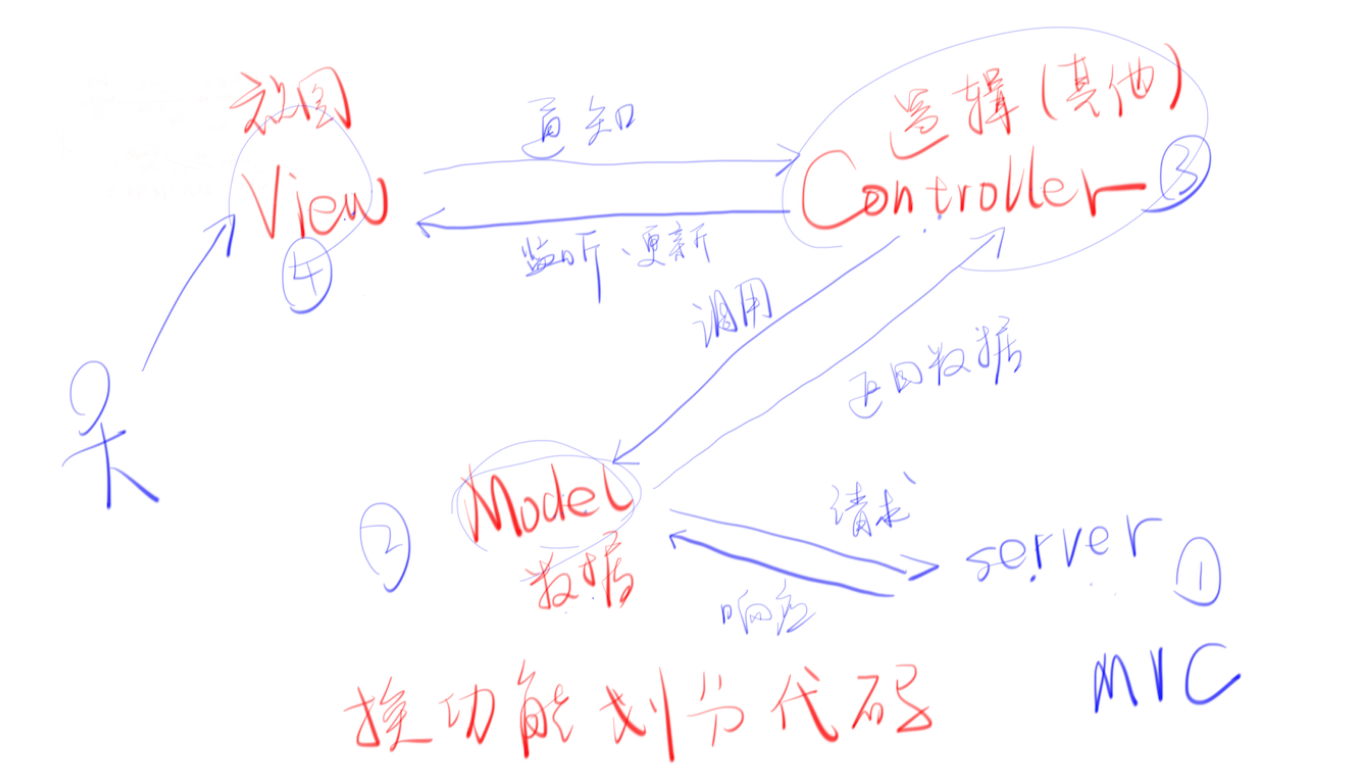 视图
View
④
通知
监听、更新
逻辑(其他)
Controller
③
调用
返回数据
Model
数据
②
请求
响应
server
①
MVC
按功能划分代码